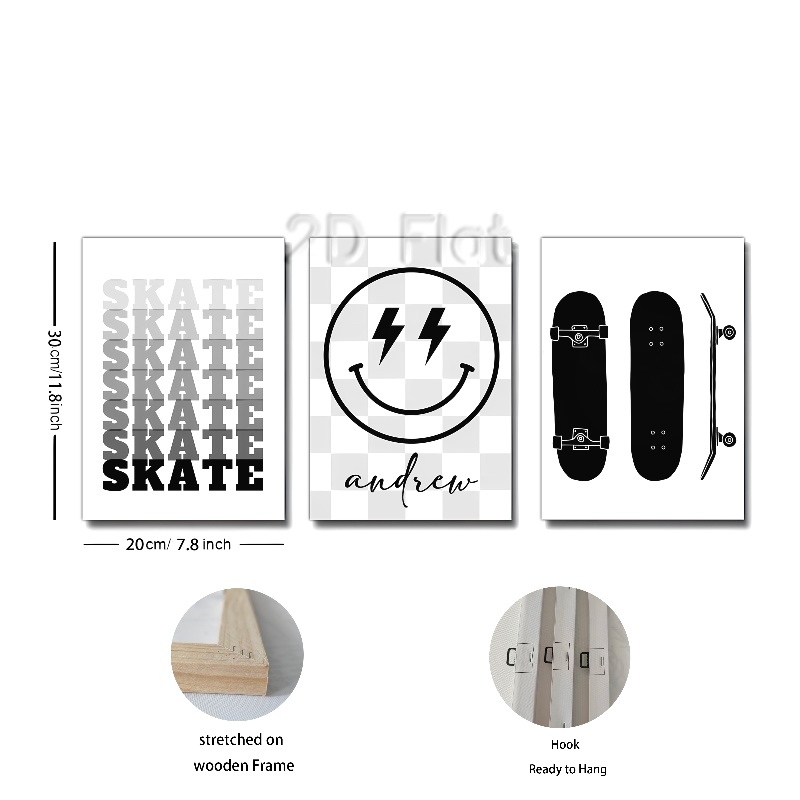 2D Flat
SKATE
SKATE
SKATE
SKATE
SKATE
SKATE
SKATE
andrew
30cm/11.8inch
20cm/ 7.8 inch
stretched on
wooden Frame
Hook
Ready to Hang